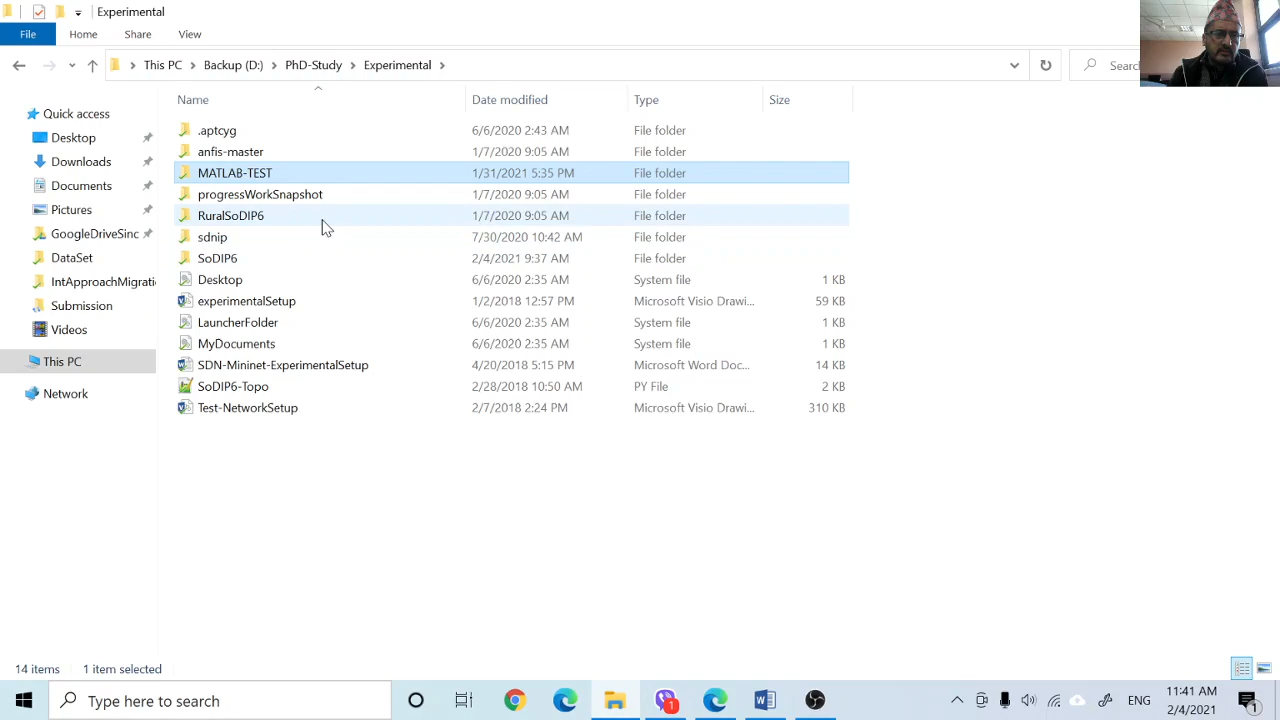 Experimental
File Home Share View
This PC Backup (D:) PhD-Study Experimental
Name Date modified Type Size
Quick access
Desktop
Downloads
Documents
Pictures
GoogleDriveSinc
DataSet
IntApproachMigrati
Submission
Videos
This PC
Network
.aptcyg 6/6/2020 2:43 AM File folder
anfis-master 1/7/2020 9:05 AM File folder
MATLAB-TEST 1/31/2021 5:35 PM File folder
progressWorkSnapshot 1/7/2020 9:05 AM File folder
RuralSoDIP6 1/7/2020 9:05 AM File folder
sdnip 7/30/2020 10:42 AM File folder
SoDIP6 2/4/2021 9:37 AM File folder
Desktop 6/6/2020 2:35 AM System file 1 KB
experimentalSetup 1/2/2018 12:57 PM Microsoft Visio Drawi... 59 KB
LauncherFolder 6/6/2020 2:35 AM System file 1 KB
MyDocuments 6/6/2020 2:35 AM System file 1 KB
SDN-Mininet-ExperimentalSetup 4/20/2018 5:15 PM Microsoft Word Doc... 14 KB
SoDIP6-Topo 2/28/2018 10:50 AM PY File 2 KB
Test-NetworkSetup 2/7/2018 2:24 PM Microsoft Visio Drawi... 310 KB
14 items 1 item selected
Type here to search
1
ENG
11:41 AM
2/4/2021
1